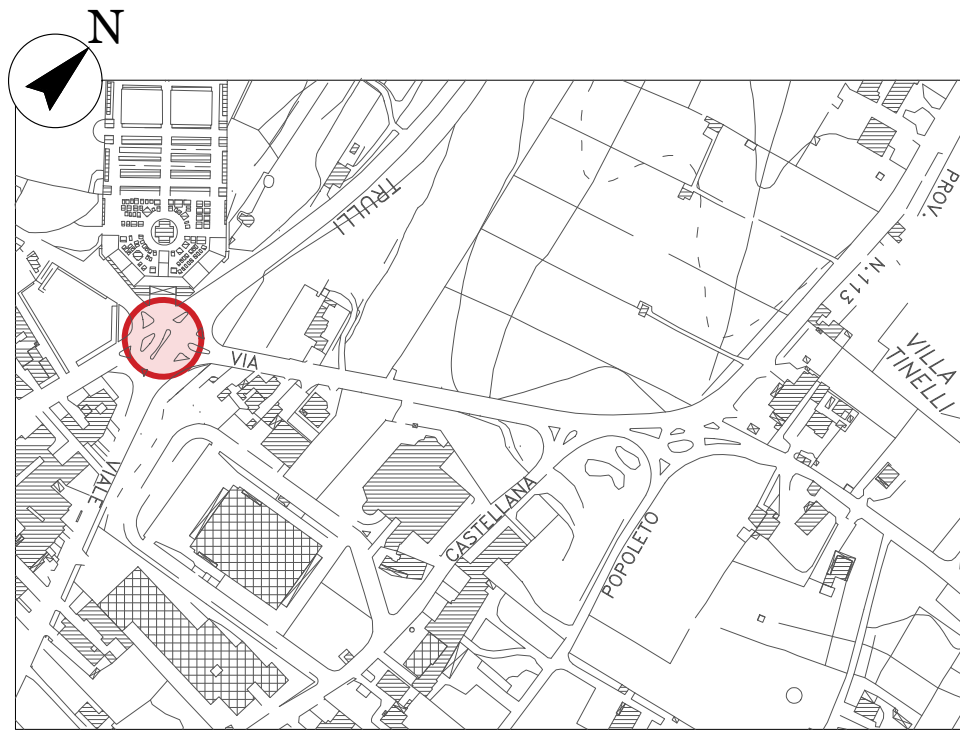 N
TRULLI
PROV.
N.113
VILLA
TINELLI
VIA
VIALE
CASTELLANA
POPOLETO